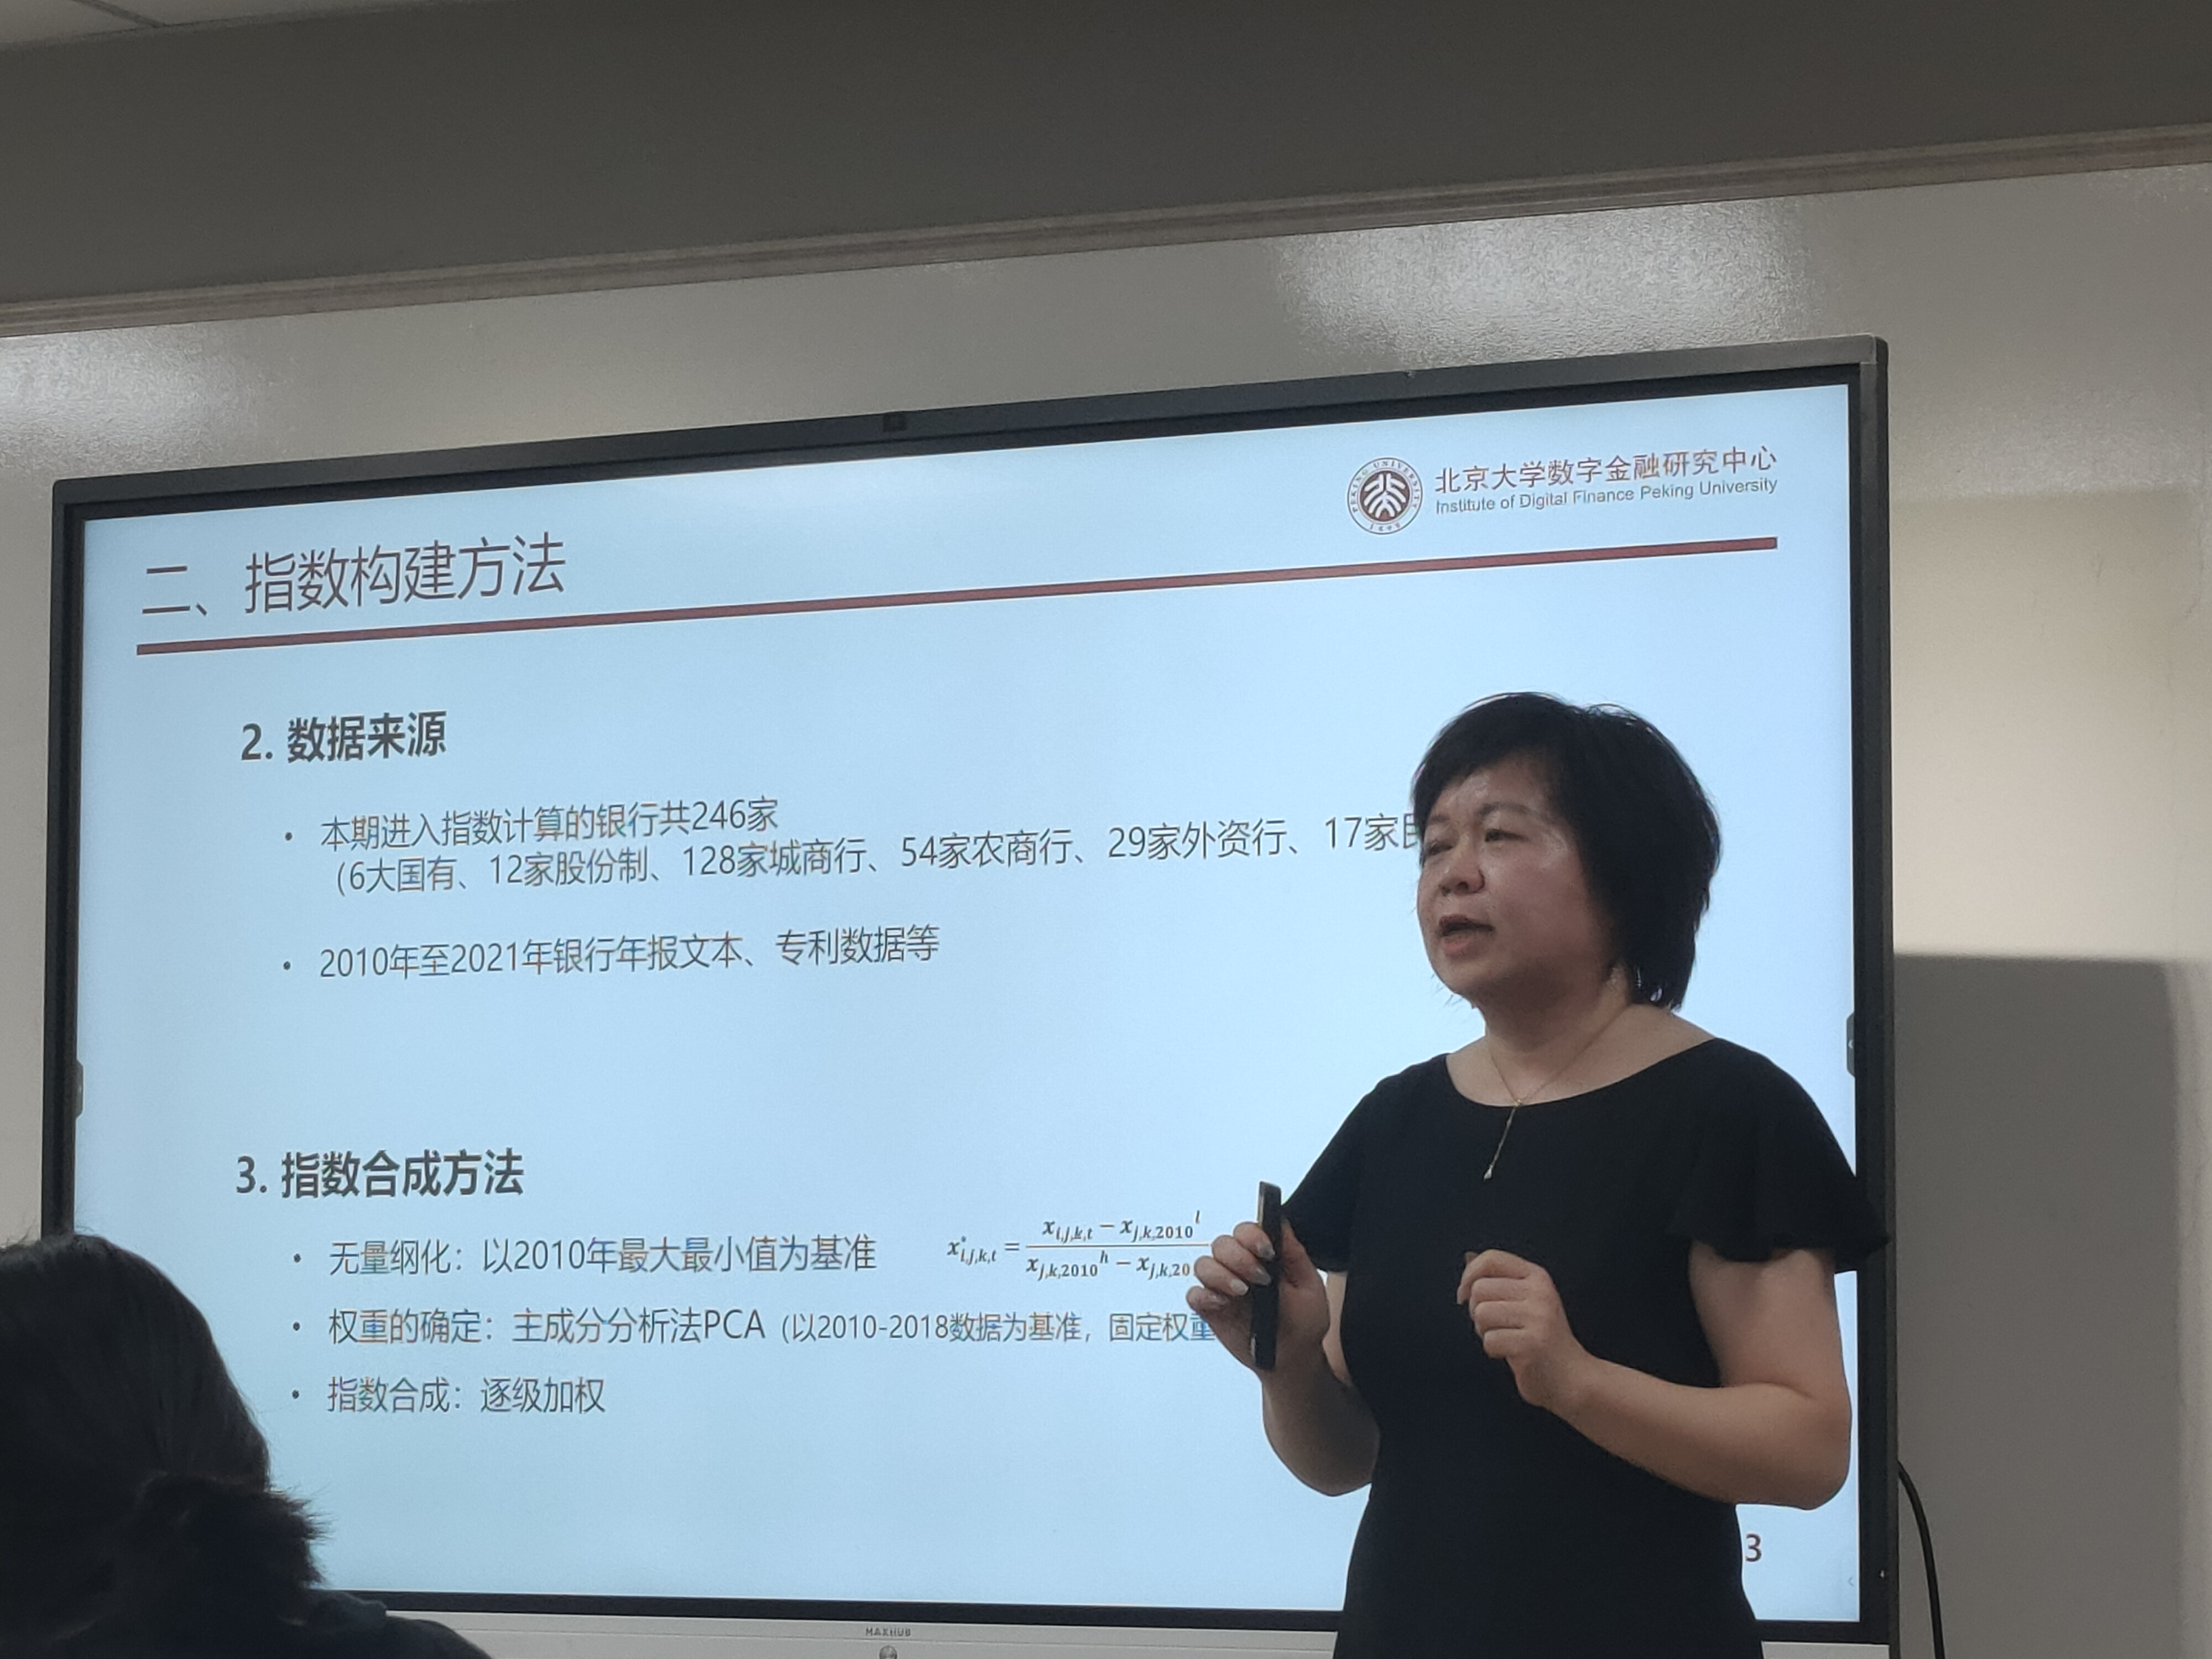 北京大学数字金融研究中心
Institute of Digital Finance Peking University
PEKING UNIVERSITY
1898
二、指数构建方法
2. 数据来源
• 本期进入指数计算的银行共246家
（6大国有、12家股份制、128家城商行、54家农商行、29家外资行、17家
• 2010年至2021年银行年报文本、专利数据等
3. 指数合成方法
• 无量纲化：以2010年最大最小值为基准 x*i,j,k,t = (xi,j,k,t − xj,k,2010^l) / (xj,k,2010^h − xj,k,20
• 权重的确定：主成分分析法PCA（以2010-2018数据为基准，固定权重
• 指数合成：逐级加权
3
MAXHUB